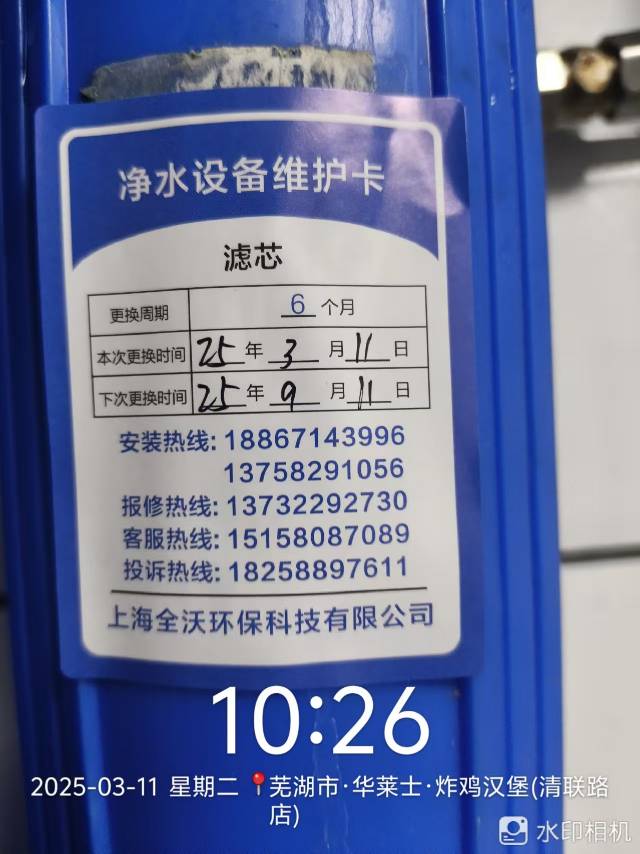 净水设备维护卡
滤芯
更换周期 6 个月
本次更换时间 25 年 3 月 11 日
下次更换时间 25 年 9 月 11 日
安装热线: 18867143996
13758291056
报修热线: 13732292730
客服热线: 15158087089
投诉热线: 18258897611
上海全沃环保科技有限公司
10:26
2025-03-11 星期二 📍芜湖市·华莱士·炸鸡汉堡(清联路
店)
水印相机